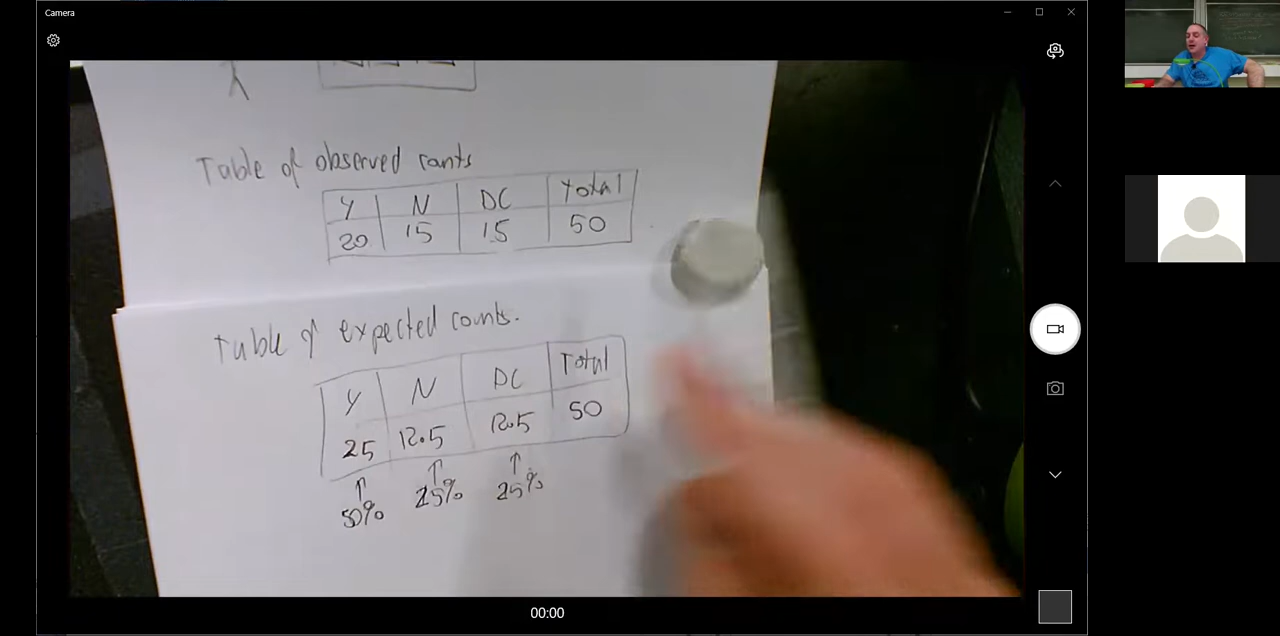 Camera
Table of observed counts
Y N DC Total
20 15 15 50
Table of expected counts.
Y N DC Total
25 12.5 12.5 50
↑ ↑ ↑
50% 25% 25%
00:00